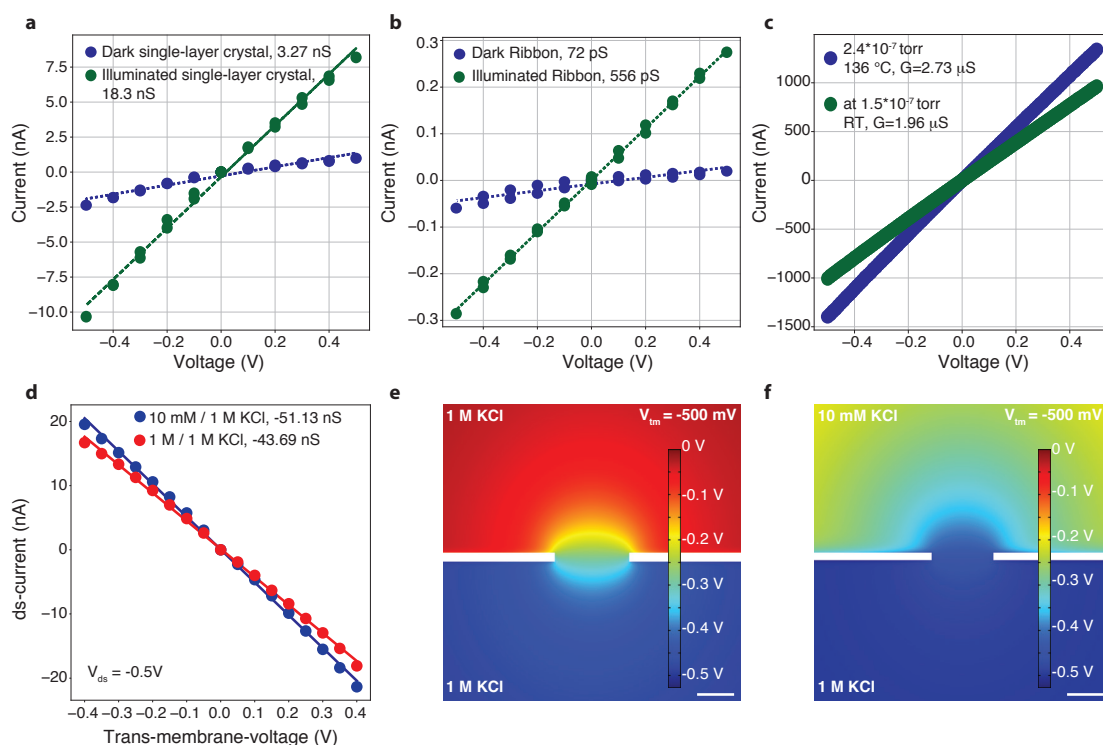 a
Dark single-layer crystal, 3.27 nS
Illuminated single-layer crystal,
18.3 nS
7.5
5.0
2.5
0.0
−2.5
−5.0
−7.5
−10.0
Current (nA)
−0.4
−0.2
0.0
0.2
0.4
Voltage (V)
b
Dark Ribbon, 72 pS
Illuminated Ribbon, 556 pS
0.3
0.2
0.1
0.0
−0.1
−0.2
−0.3
Current (nA)
−0.4
−0.2
0.0
0.2
0.4
Voltage (V)
c
2.4*10-7 torr
136 °C, G=2.73 µS
at 1.5*10-7 torr
RT, G=1.96 µS
1000
500
0
−500
−1000
−1500
Current (nA)
−0.4
−0.2
0.0
0.2
0.4
Voltage (V)
d
10 mM / 1 M KCl, -51.13 nS
1 M / 1 M KCl, -43.69 nS
20
10
0
−10
−20
ds-current (nA)
Vds = -0.5V
−0.4
−0.3
−0.2
−0.1
0.0
0.1
0.2
0.3
0.4
Trans-membrane-voltage (V)
e
1 M KCl
Vtm = -500 mV
0 V
-0.1 V
-0.2 V
-0.3 V
-0.4 V
-0.5 V
1 M KCl
f
10 mM KCl
Vtm = -500 mV
0 V
-0.1 V
-0.2 V
-0.3 V
-0.4 V
-0.5 V
1 M KCl